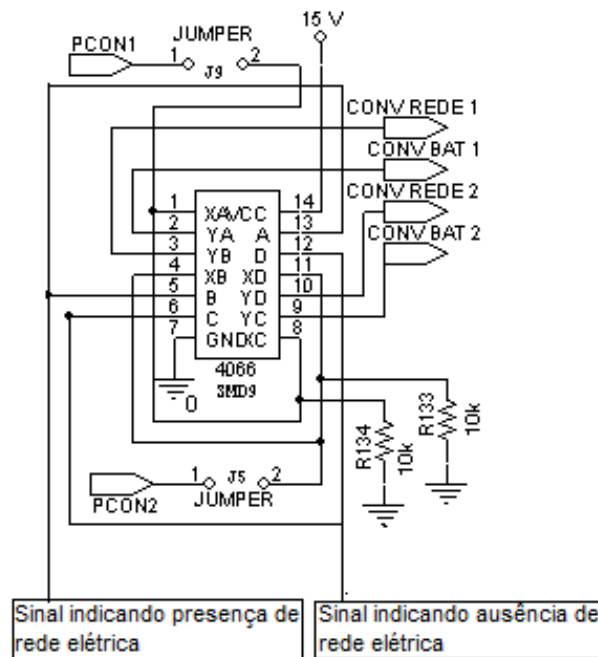 15 V
JUMPER
PCON1
1 2
J9
CONV REDE 1
CONV BAT 1
CONV REDE 2
CONV BAT 2
1 XA VCC 14
2 YA A 13
3 YB D 12
4 XB XD 11
5 B YD 10
6 C YC 9
7 GND XC 8
4066
SMD9
0
R134
10k
R133
10k
1 J5 2
PCON2
JUMPER
Sinal indicando presença de
rede elétrica
Sinal indicando ausência de
rede elétrica